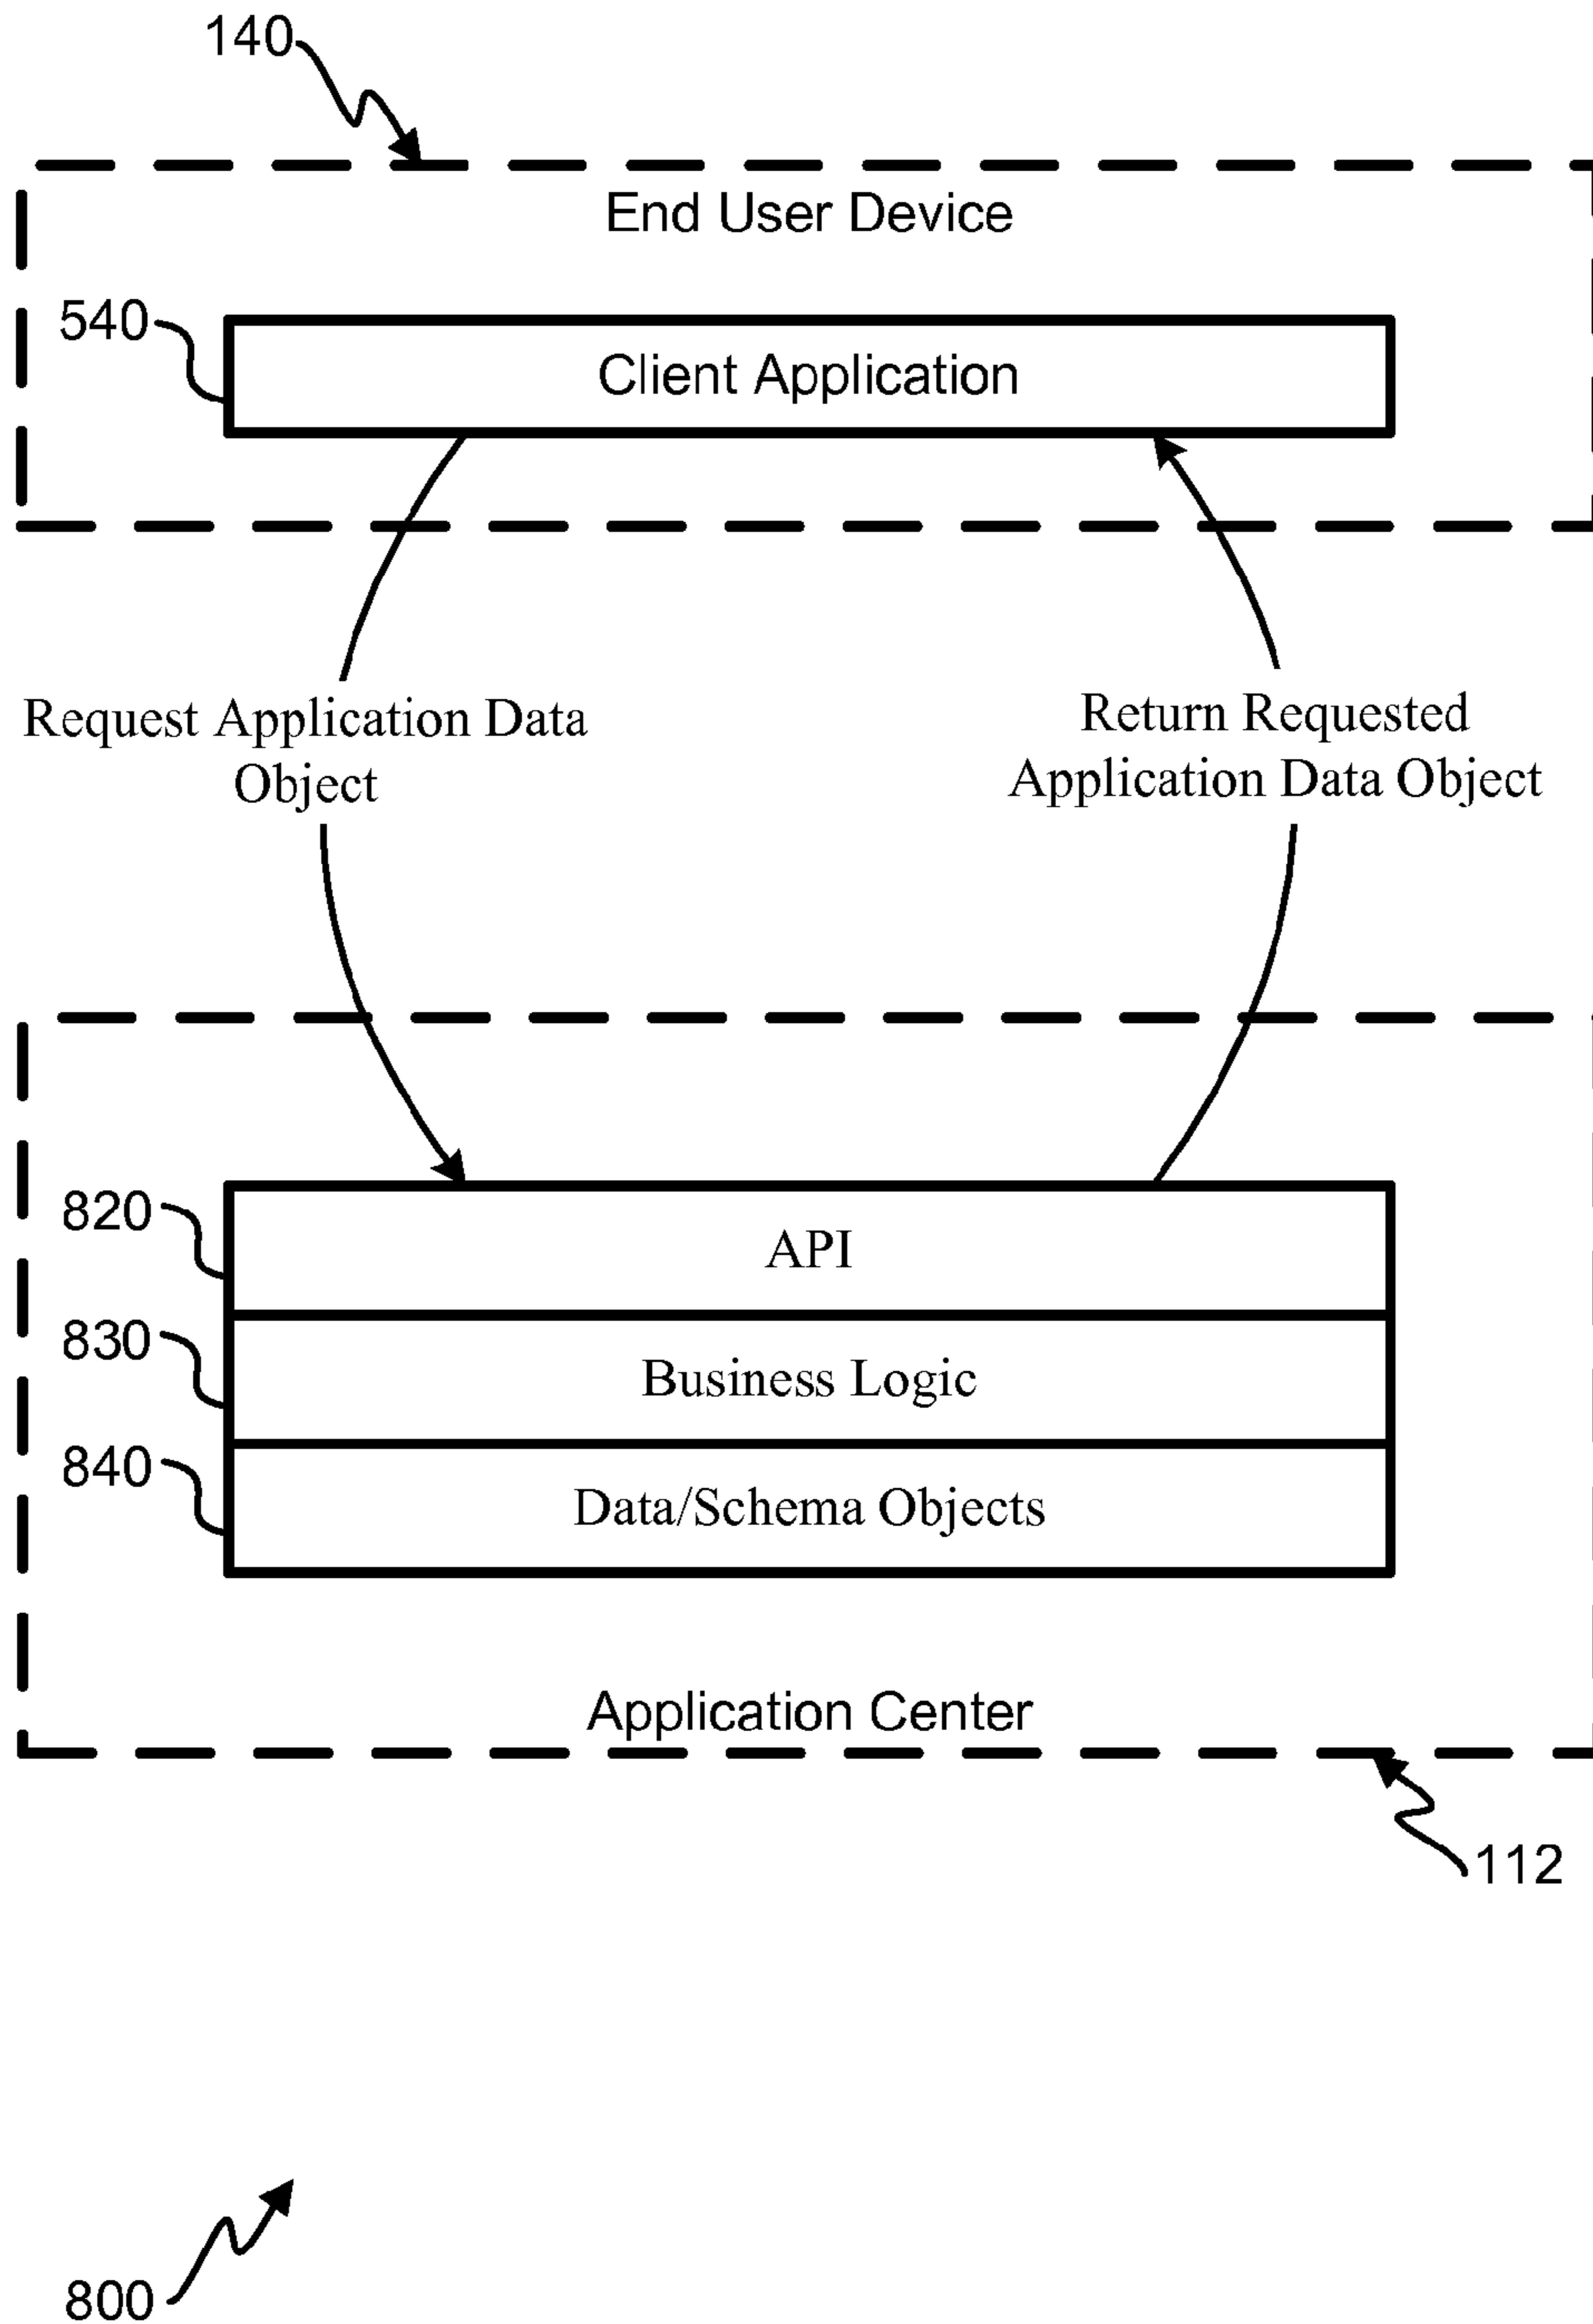 140
End User Device
540
Client Application
Request Application Data
Object
Return Requested
Application Data Object
820
API
830
Business Logic
840
Data/Schema Objects
Application Center
112
800